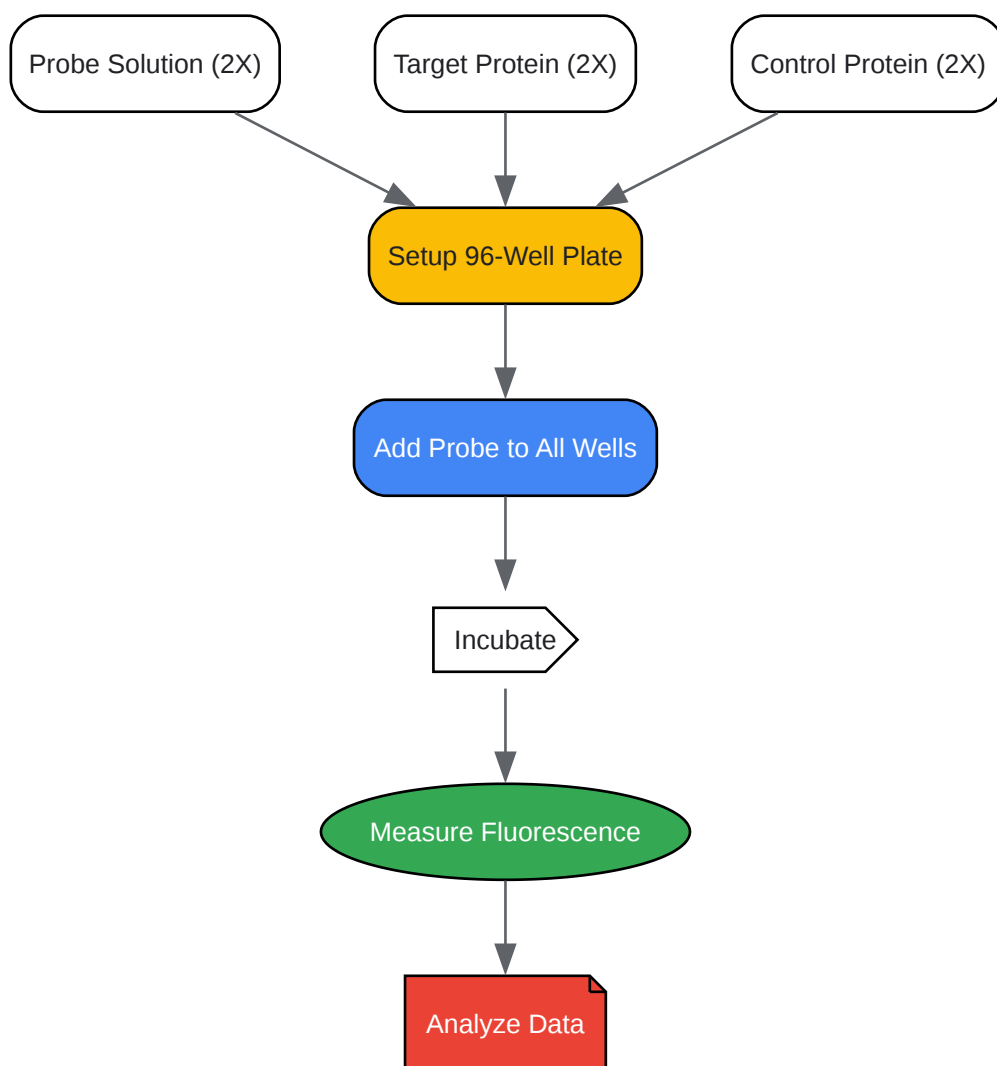 Probe Solution (2X)
Target Protein (2X)
Control Protein (2X)
Setup 96-Well Plate
Add Probe to All Wells
Incubate
Measure Fluorescence
Analyze Data